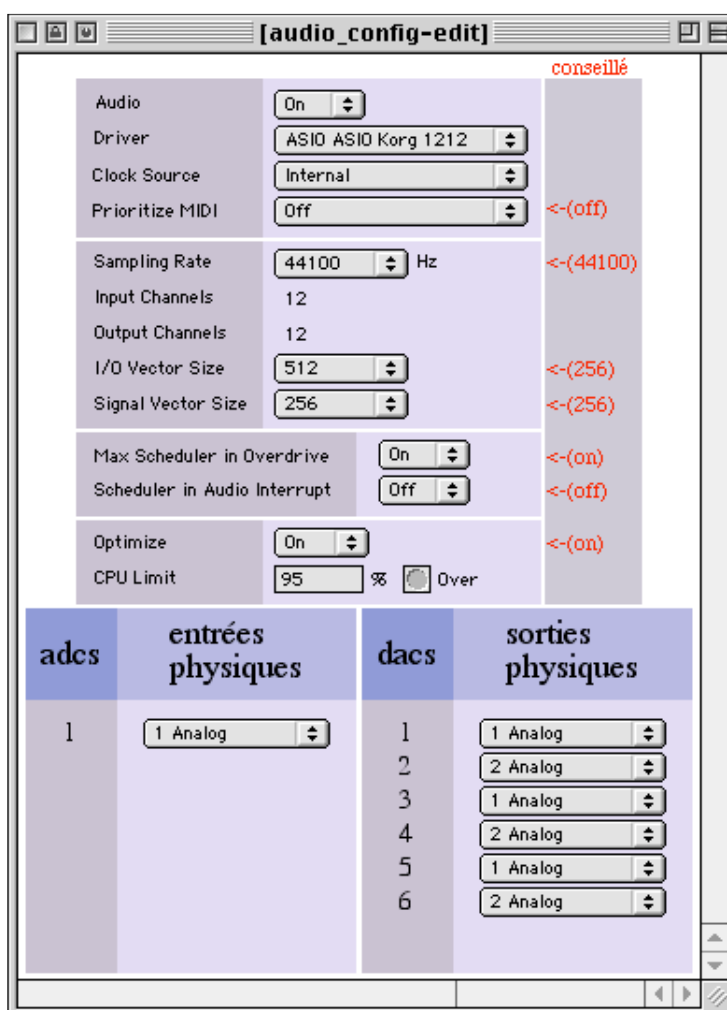 [audio_config-edit]
conseillé
Audio On
Driver ASIO ASIO Korg 1212
Clock Source Internal
Prioritize MIDI Off <-(off)
Sampling Rate 44100 Hz <-(44100)
Input Channels 12
Output Channels 12
I/O Vector Size 512 <-(256)
Signal Vector Size 256 <-(256)
Max Scheduler in Overdrive On <-(on)
Scheduler in Audio Interrupt Off <-(off)
Optimize On <-(on)
CPU Limit 95 % Over
adcs entrées physiques dacs sorties physiques
1 1 Analog 1 1 Analog
2 2 Analog
3 1 Analog
4 2 Analog
5 1 Analog
6 2 Analog